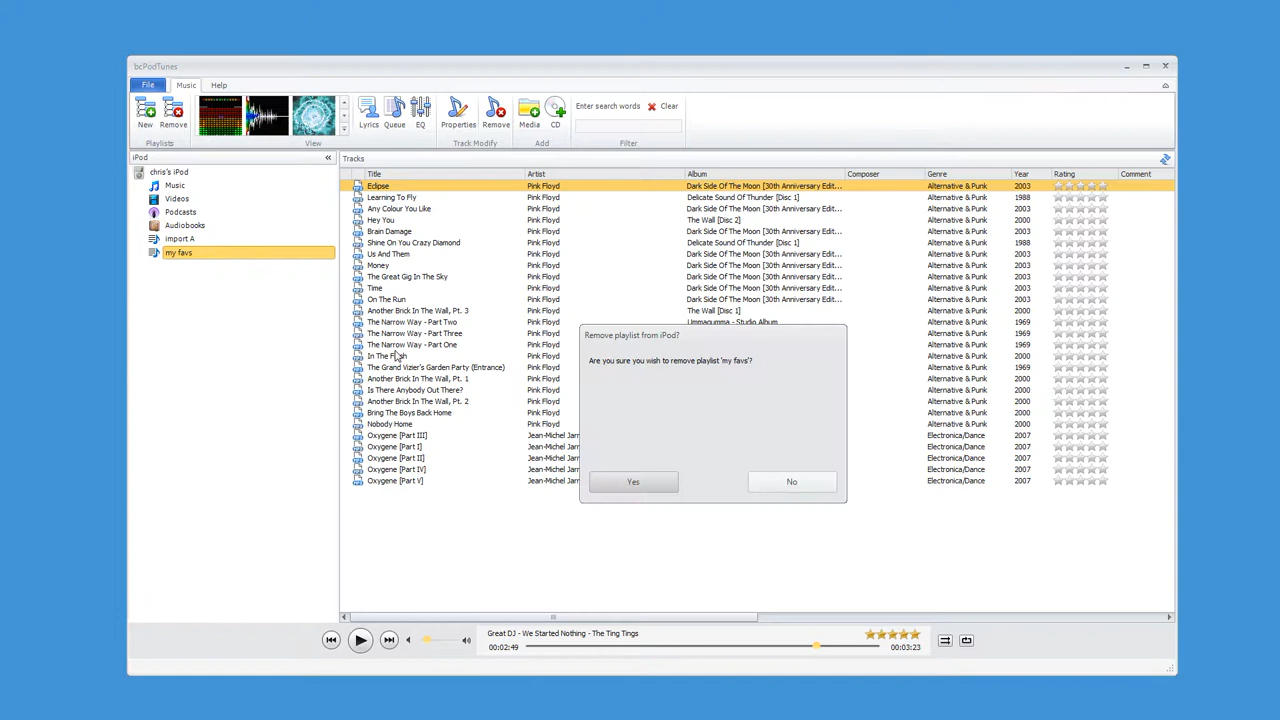 bcPodTunes
File Music Help
New Remove Lyrics Queue EQ Properties Remove Media CD Enter search words Clear
Playlists View Track Modify Add Filter
iPod « Tracks
chris's iPod
Music
Videos
Podcasts
Audiobooks
import A
my favs
Title Artist Album Composer Genre Year Rating Comment
Eclipse Pink Floyd Dark Side Of The Moon [30th Anniversary Edit... Alternative & Punk 2003
Learning To Fly Pink Floyd Delicate Sound Of Thunder [Disc 1] Alternative & Punk 1988
Any Colour You Like Pink Floyd Dark Side Of The Moon [30th Anniversary Edit... Alternative & Punk 2003
Hey You Pink Floyd The Wall [Disc 2] Alternative & Punk 2000
Brain Damage Pink Floyd Dark Side Of The Moon [30th Anniversary Edit... Alternative & Punk 2003
Shine On You Crazy Diamond Pink Floyd Delicate Sound Of Thunder [Disc 1] Alternative & Punk 1988
Us And Them Pink Floyd Dark Side Of The Moon [30th Anniversary Edit... Alternative & Punk 2003
Money Pink Floyd Dark Side Of The Moon [30th Anniversary Edit... Alternative & Punk 2003
The Great Gig In The Sky Pink Floyd Dark Side Of The Moon [30th Anniversary Edit... Alternative & Punk 2003
Time Pink Floyd Dark Side Of The Moon [30th Anniversary Edit... Alternative & Punk 2003
On The Run Pink Floyd Dark Side Of The Moon [30th Anniversary Edit... Alternative & Punk 2003
Another Brick In The Wall, Pt. 3 Pink Floyd The Wall [Disc 1] Alternative & Punk 2000
The Narrow Way - Part Two Pink Floyd Ummagumma - Studio Album Alternative & Punk 1969
The Narrow Way - Part Three Pink Floyd Alternative & Punk 1969
The Narrow Way - Part One Pink Floyd Alternative & Punk 1969
In The Flesh Pink Floyd Alternative & Punk 2000
The Grand Vizier's Garden Party (Entrance) Pink Floyd Alternative & Punk 1969
Another Brick In The Wall, Pt. 1 Pink Floyd Alternative & Punk 2000
Is There Anybody Out There? Pink Floyd Alternative & Punk 2000
Another Brick In The Wall, Pt. 2 Pink Floyd Alternative & Punk 2000
Bring The Boys Back Home Pink Floyd Alternative & Punk 2000
Nobody Home Pink Floyd Alternative & Punk 2000
Oxygene [Part III] Jean-Michel Jarr Electronica/Dance 2007
Oxygene [Part I] Jean-Michel Jarr Electronica/Dance 2007
Oxygene [Part II] Jean-Michel Jarr Electronica/Dance 2007
Oxygene [Part IV] Jean-Michel Jarr Electronica/Dance 2007
Oxygene [Part V] Jean-Michel Jarr Electronica/Dance 2007
Remove playlist from iPod?
Are you sure you wish to remove playlist 'my favs'?
Yes No
Great DJ - We Started Nothing - The Ting Tings
00:02:49 00:03:23